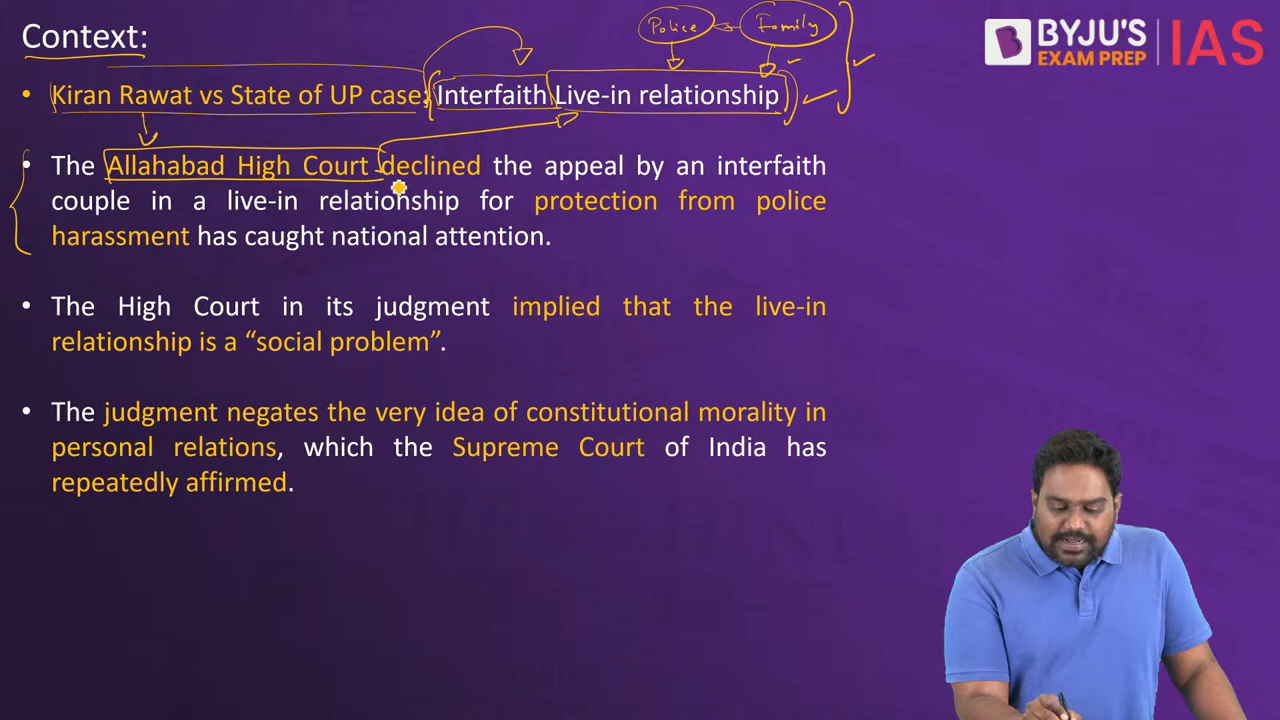 Context:
Police Family
BYJU'S
EXAM PREP
IAS
• Kiran Rawat vs State of UP case: Interfaith Live-in relationship
• The Allahabad High Court declined the appeal by an interfaith
couple in a live-in relationship for protection from police
harassment has caught national attention.
• The High Court in its judgment implied that the live-in
relationship is a “social problem”.
• The judgment negates the very idea of constitutional morality in
personal relations, which the Supreme Court of India has
repeatedly affirmed.